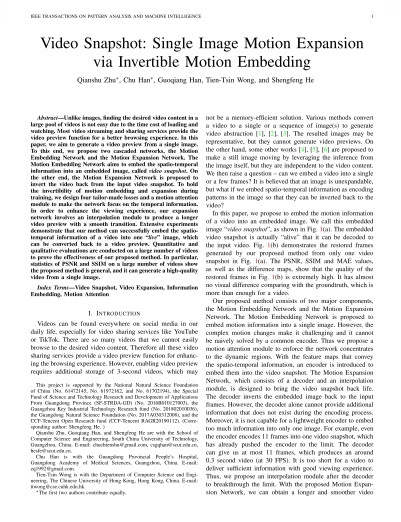 IEEE TRANSACTIONS ON PATTERN ANALYSIS AND MACHINE INTELLIGENCE
1
Video Snapshot: Single Image Motion Expansion
via Invertible Motion Embedding
Qianshu Zhu*, Chu Han*, Guoqiang Han, Tien-Tsin Wong, and Shengfeng He
Abstract—Unlike images, finding the desired video content in a
large pool of videos is not easy due to the time cost of loading and
watching. Most video streaming and sharing services provide the
video preview function for a better browsing experience. In this
paper, we aim to generate a video preview from a single image.
To this end, we propose two cascaded networks, the Motion
Embedding Network and the Motion Expansion Network. The
Motion Embedding Network aims to embed the spatio-temporal
information into an embedded image, called video snapshot. On
the other end, the Motion Expansion Network is proposed to
invert the video back from the input video snapshot. To hold
the invertibility of motion embedding and expansion during
training, we design four tailor-made losses and a motion attention
module to make the network focus on the temporal information.
In order to enhance the viewing experience, our expansion
network involves an interpolation module to produce a longer
video preview with a smooth transition. Extensive experiments
demonstrate that our method can successfully embed the spatio-
temporal information of a video into one "live" image, which
can be converted back to a video preview. Quantitative and
qualitative evaluations are conducted on a large number of videos
to prove the effectiveness of our proposed method. In particular,
statistics of PSNR and SSIM on a large number of videos show
the proposed method is general, and it can generate a high-quality
video from a single image.
Index Terms—Video Snapshot, Video Expansion, Information
Embedding, Motion Attention
I. INTRODUCTION
Videos can be found everywhere on social media in our
daily life, especially for video sharing services like YouTube
or TikTok. There are so many videos that we cannot easily
browse to the desired video content. Therefore all these video
sharing services provide a video preview function for enhanc-
ing the browsing experience. However, enabling video preview
requires additional storage of 3-second videos, which may
This project is supported by the National Natural Science Foundation
of China (No. 61472145, No. 61972162, and No. 61702194), the Special
Fund of Science and Technology Research and Development of Applications
From Guangdong Province (SF-STRDA-GD) (No. 2016B010127003), the
Guangzhou Key Industrial Technology Research fund (No. 201802010036),
the Guangdong Natural Science Foundation (No. 2017A030312008), and the
CCF-Tencent Open Research fund (CCF-Tencent RAGR20190112). (Corre-
sponding author: Shengfeng He.)
Qianshu Zhu, Guoqiang Han, and Shengfeng He are with the School of
Computer Science and Engineering, South China University of Technology,
Guangzhou, China. E-mail: csshelwyn@mail.scut.edu.cn, csgqhan@scut.edu.cn,
hesfe@scut.edu.cn.
Chu Han is with the Guangdong Provincial People's Hospital,
Guangdong Academy of Medical Sciences, Guangzhou, China. E-mail:
Tien-Tsin Wong is with the Department of Computer Science and Engi-
neering, The Chinese University of Hong Kong, Hong Kong, China. E-mail:
ttwong@cse.cuhk.edu.hk.
*The first two authors contribute equally.
not be a memory-efficient solution. Various methods convert
a video to a single or a sequence of image(s) to generate
video abstraction [1], [2], [3]. The resulted images may be
representative, but they cannot generate video previews. On
the other hand, some other works [4], [5], [6] are proposed to
make a still image moving by leveraging the inference from
the image itself, but they are independent to the video content.
We then raise a question – can we embed a video into a single
or a few frames? It is believed that an image is unexpandable,
but what if we embed spatio-temporal information as encoding
patterns in the image so that they can be inverted back to the
video?
In this paper, we propose to embed the motion information
of a video into an embedded image. We call this embedded
image "video snapshot", as shown in Fig. 1(a). The embedded
video snapshot is actually "alive" that it can be decoded to
the input video. Fig. 1(b) demonstrates the restored frames
generated by our proposed method from only one video
snapshot in Fig. 1(a). The PSNR, SSIM and MAE values,
as well as the difference maps, show that the quality of the
restored frames in Fig. 1(b) is extremely high. It has almost
no visual difference comparing with the groundtruth, which is
more than enough for a video.
Our proposed method consists of two major components,
the Motion Embedding Network and the Motion Expansion
Network. The Motion Embedding Network is proposed to
embed motion information into a single image. However, the
complex motion changes make it challenging and it cannot
be naively solved by a common encoder. Thus we propose a
motion attention module to enforce the network concentrates
to the dynamic regions. With the feature maps that convey
the spatio-temporal information, an encoder is introduced to
embed them into the video snapshot. The Motion Expansion
Network, which consists of a decoder and an interpolation
module, is designed to bring the video snapshot back to life.
The decoder inverts the embedded image back to the input
frames. However, the decoder alone cannot provide additional
information that does not exist during the encoding process.
Moreover, it is not capable for a lightweight encoder to embed
too much information into only one image. For example, even
the encoder encodes 11 frames into one video snapshot, which
has already pushed the encoder to the limit. The decoder
can give us at most 11 frames, which produces an around
0.3 second video (at 30 FPS). It is too short for a video to
deliver sufficient information with good viewing experience.
Thus, we propose an interpolation module after the decoder
to breakthrough the limit. With the proposed Motion Expan-
sion Network, we can obtain a longer and smoother video